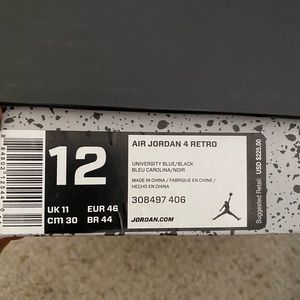 12
UK 11 EUR 46
CM 30 BR 44
AIR JORDAN 4 RETRO
UNIVERSITY BLUE/BLACK
BLEU CAROLINA/NOIR
MADE IN CHINA / FABRIQUE EN CHINE /
HECHO EN CHINA
308497 406
JORDAN.COM
Suggested Retail: USD $225.00